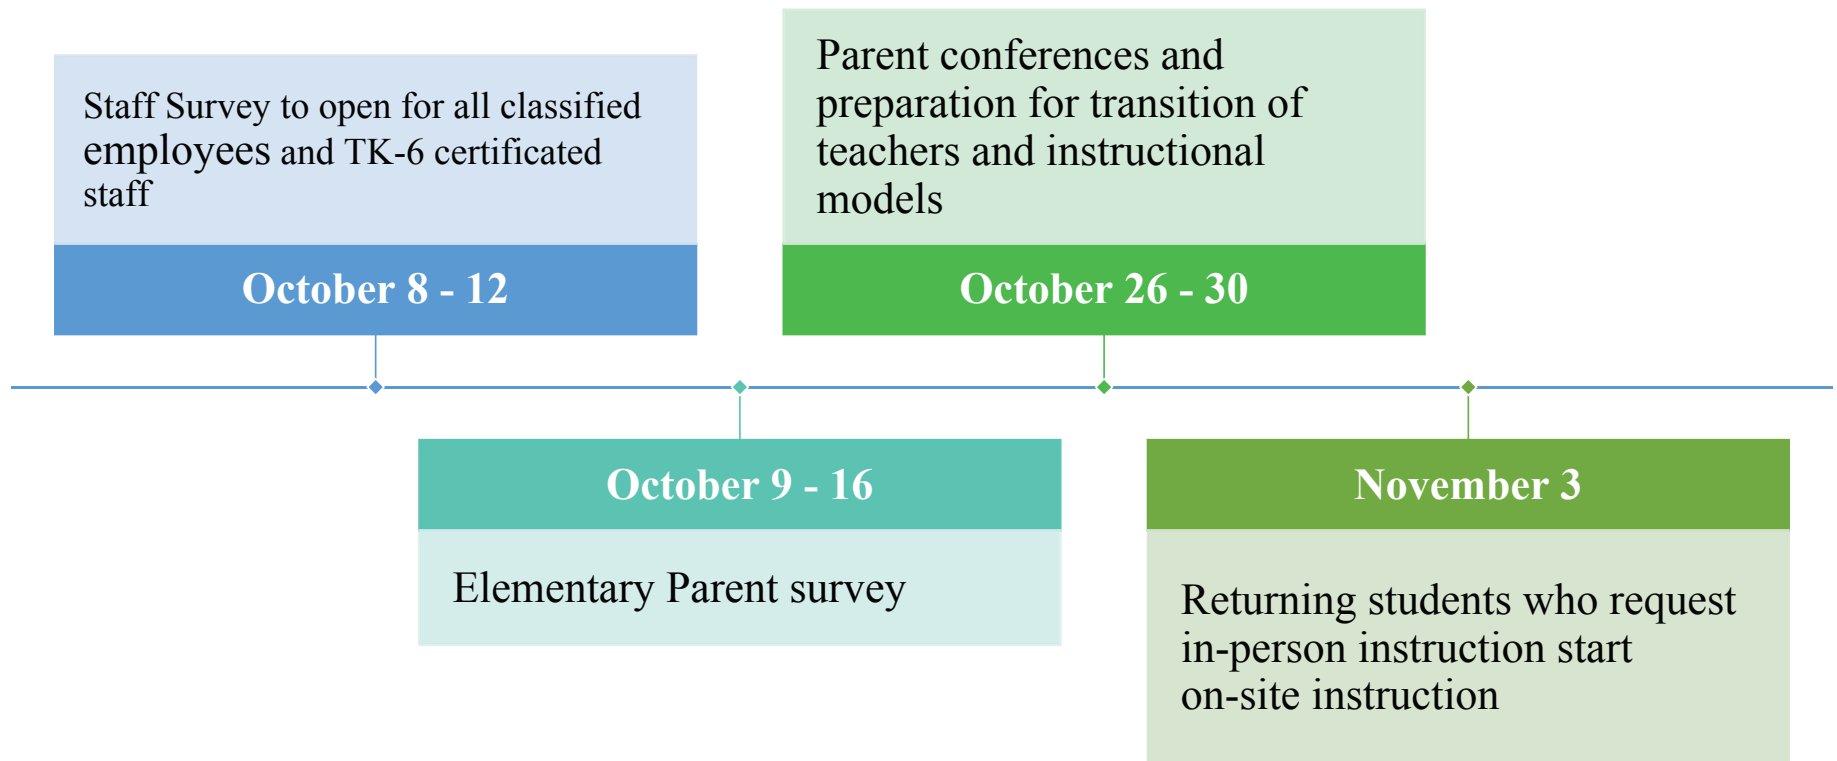 Staff Survey to open for all classified
employees and TK-6 certificated
staff
October 8 - 12
October 9 - 16
Elementary Parent survey
Parent conferences and
preparation for transition of
teachers and instructional
models
October 26 - 30
November 3
Returning students who request
in-person instruction start
on-site instruction